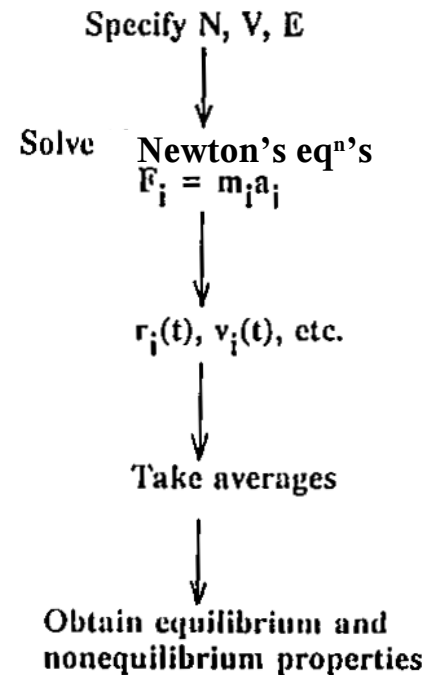 Specify N, V, E
Solve Newton's eqⁿ's
Fᵢ = mᵢaᵢ
rᵢ(t), vᵢ(t), etc.
Take averages
Obtain equilibrium and
nonequilibrium properties